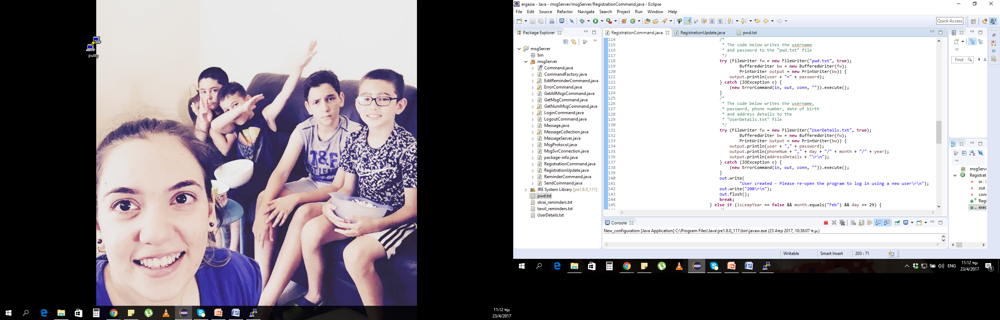 putty
T&F
11:12 πμ
23/4/2017
ergasia - Java - msgServer/msgServer/RegistrationCommand.java - Eclipse
File Edit Source Refactor Navigate Search Project Run Window Help
Quick Access
Package Explorer
msgServer
bin
msgServer
Command.java
CommandFactory.java
EditReminderCommand.java
ErrorCommand.java
GetAllMsgsCommand.java
GetMsgCommand.java
GetNumMsgCommand.java
LoginCommand.java
LogoutCommand.java
Message.java
MessageCollection.java
MessageServer.java
MsgProtocol.java
MsgSvrConnection.java
package-info.java
RegistrationCommand.java
RegistrationUpdate.java
ReminderCommand.java
SendCommand.java
JRE System Library [jre1.8.0_111]
pwd.txt
skrai_reminders.txt
tawil_reminders.txt
UserDetails.txt
RegistrationCommand.java RegistrationUpdate.java pwd.txt
114 /*
115 * The code below writes the username
116 * and password to the "pwd.txt" file
117 */
118 try (FileWriter fw = new FileWriter("pwd.txt", true);
119 BufferedWriter bw = new BufferedWriter(fw);
120 PrintWriter output = new PrintWriter(bw)) {
121 output.println(user + "=" + password);
122 } catch (IOException e) {
123 (new ErrorCommand(in, out, conn, "")).execute();
124 }
125 /*
126 * The code below writes the username,
127 * password, phone number, date of birth
128 * and address details to the
129 * "UserDetails.txt" file
130 */
131 try (FileWriter fw = new FileWriter("UserDetails.txt", true);
132 BufferedWriter bw = new BufferedWriter(fw);
133 PrintWriter output = new PrintWriter(bw)) {
134 output.println(user + "," + password);
135 output.println(phoneNum + "," + day + "/" + month + "/" + year);
136 output.println(addressDetails + "\r\n");
137 } catch (IOException e) {
138 (new ErrorCommand(in, out, conn, "")).execute();
139 }
140 out.write(
141 "User created - Please re-open the program to log in using a new user\r\n");
142 out.write("200\r\n");
143 out.flush();
144 break;
145 } else if (isLeapYear == false && month.equals("Feb") && day == 29) {
Find A
msgServ
Registrat
in :
out
con
Regi
exec
Console
New_configuration [Java Application] C:\Program Files\Java\jre1.8.0_111\bin\javaw.exe (23 Απρ 2017, 10:38:07 π.μ.)
Writable Smart Insert 203 : 71
ENG
11:12 πμ
23/4/2017
1